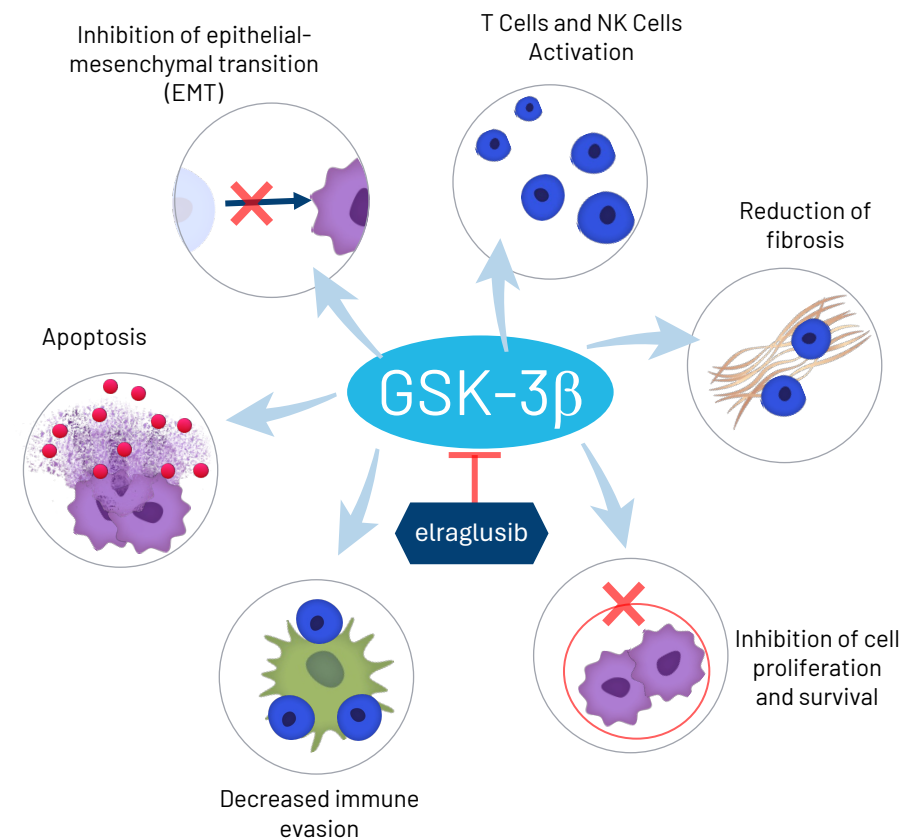 Inhibition of epithelial-
mesenchymal transition
(EMT)
T Cells and NK Cells
Activation
Reduction of
fibrosis
Apoptosis
GSK-3β
elraglusib
Inhibition of cell
proliferation
and survival
Decreased immune
evasion